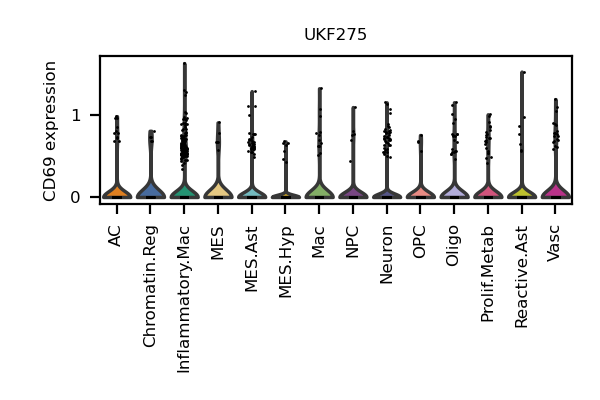 UKF275
CD69 expression
1
0
AC
Chromatin.Reg
Inflammatory.Mac
MES
MES.Ast
MES.Hyp
Mac
NPC
Neuron
OPC
Oligo
Prolif.Metab
Reactive.Ast
Vasc